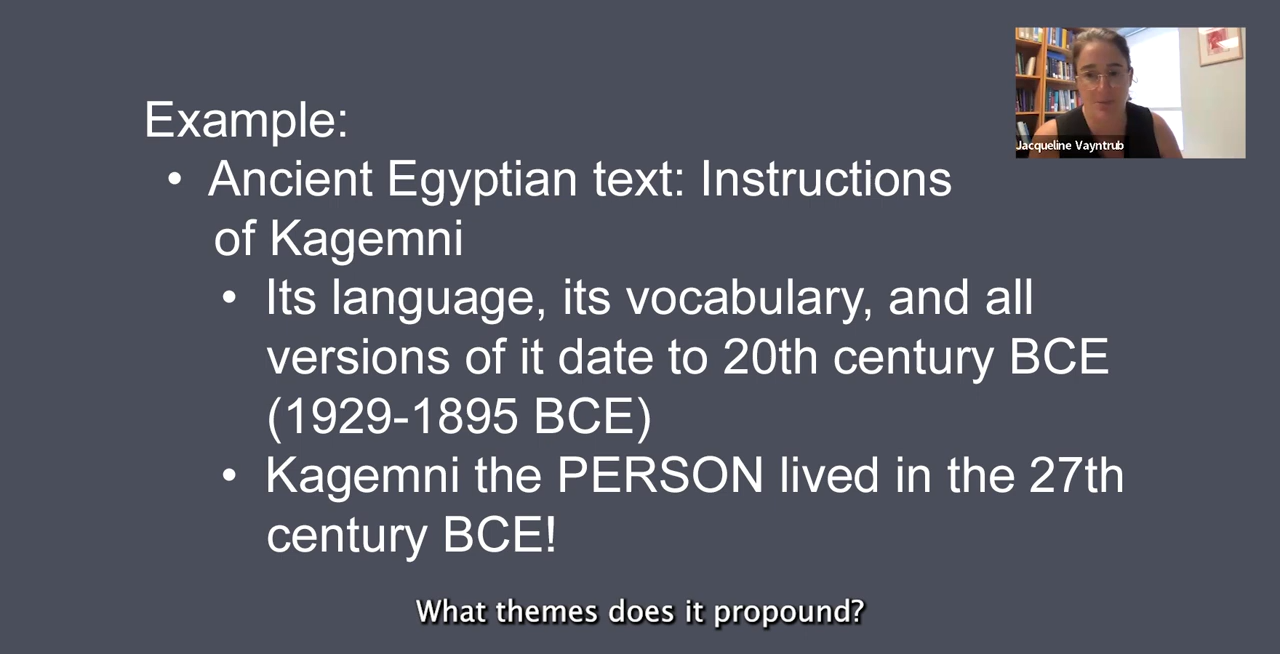 Jacqueline Vayntrub
Example:
• Ancient Egyptian text: Instructions
of Kagemni
• Its language, its vocabulary, and all
versions of it date to 20th century BCE
(1929-1895 BCE)
• Kagemni the PERSON lived in the 27th
century BCE!
What themes does it propound?